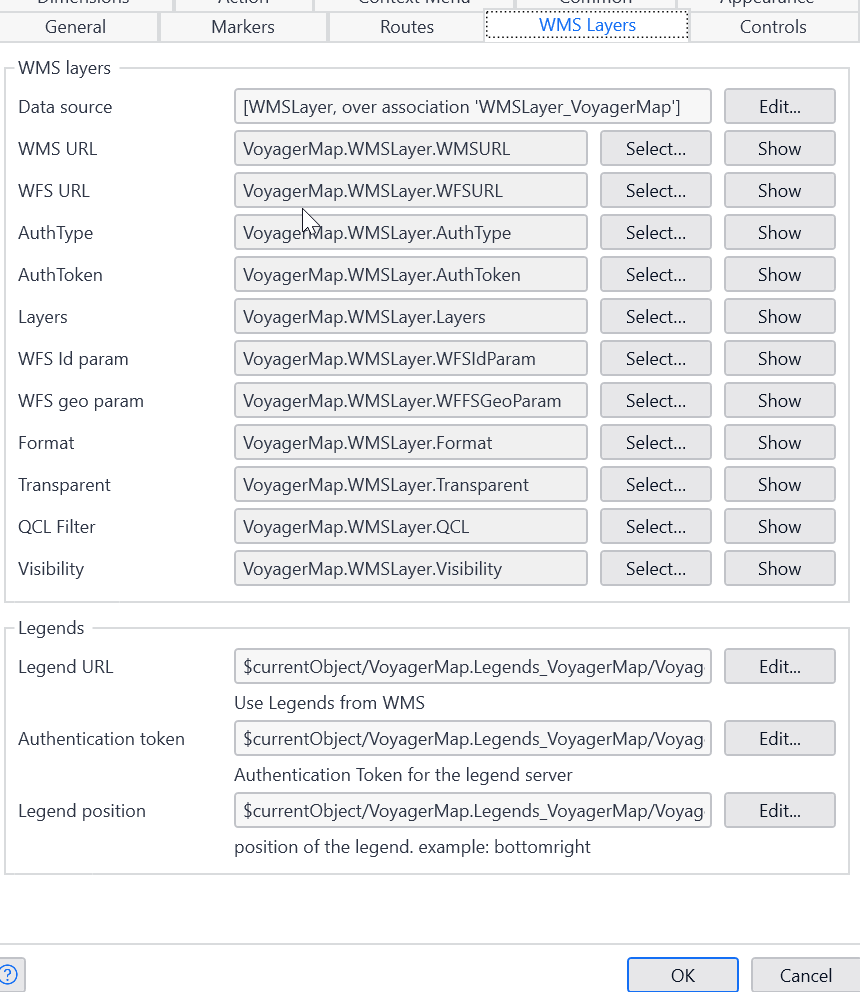 Dimensions Action Context Menu Common Appearance
General Markers Routes WMS Layers Controls
WMS layers
Data source [WMSLayer, over association 'WMSLayer_VoyagerMap'] Edit...
WMS URL VoyagerMap.WMSLayer.WMSURL Select... Show
WFS URL VoyagerMap.WMSLayer.WFSURL Select... Show
AuthType VoyagerMap.WMSLayer.AuthType Select... Show
AuthToken VoyagerMap.WMSLayer.AuthToken Select... Show
Layers VoyagerMap.WMSLayer.Layers Select... Show
WFS Id param VoyagerMap.WMSLayer.WFSIdParam Select... Show
WFS geo param VoyagerMap.WMSLayer.WFFSGeoParam Select... Show
Format VoyagerMap.WMSLayer.Format Select... Show
Transparent VoyagerMap.WMSLayer.Transparent Select... Show
QCL Filter VoyagerMap.WMSLayer.QCL Select... Show
Visibility VoyagerMap.WMSLayer.Visibility Select... Show
Legends
Legend URL $currentObject/VoyagerMap.Legends_VoyagerMap/Voyag Edit...
Use Legends from WMS
Authentication token $currentObject/VoyagerMap.Legends_VoyagerMap/Voyag Edit...
Authentication Token for the legend server
Legend position $currentObject/VoyagerMap.Legends_VoyagerMap/Voyag Edit...
position of the legend. example: bottomright
? OK Cancel